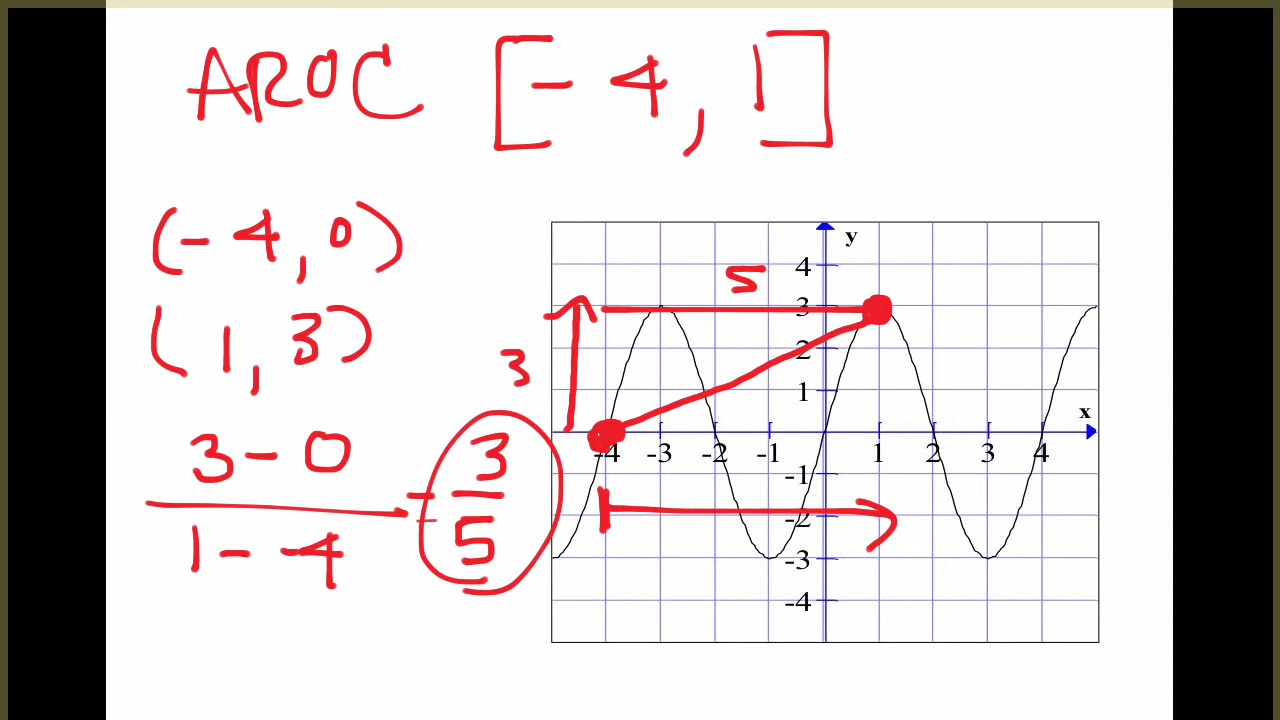 AROC [-4, 1]
(-4, 0)
(1, 3)
3 - 0
1 - -4
= 3
5
3
5
y
x
4
3
2
1
-4 -3 -2 -1 1 2 3 4
-1
-2
-3
-4